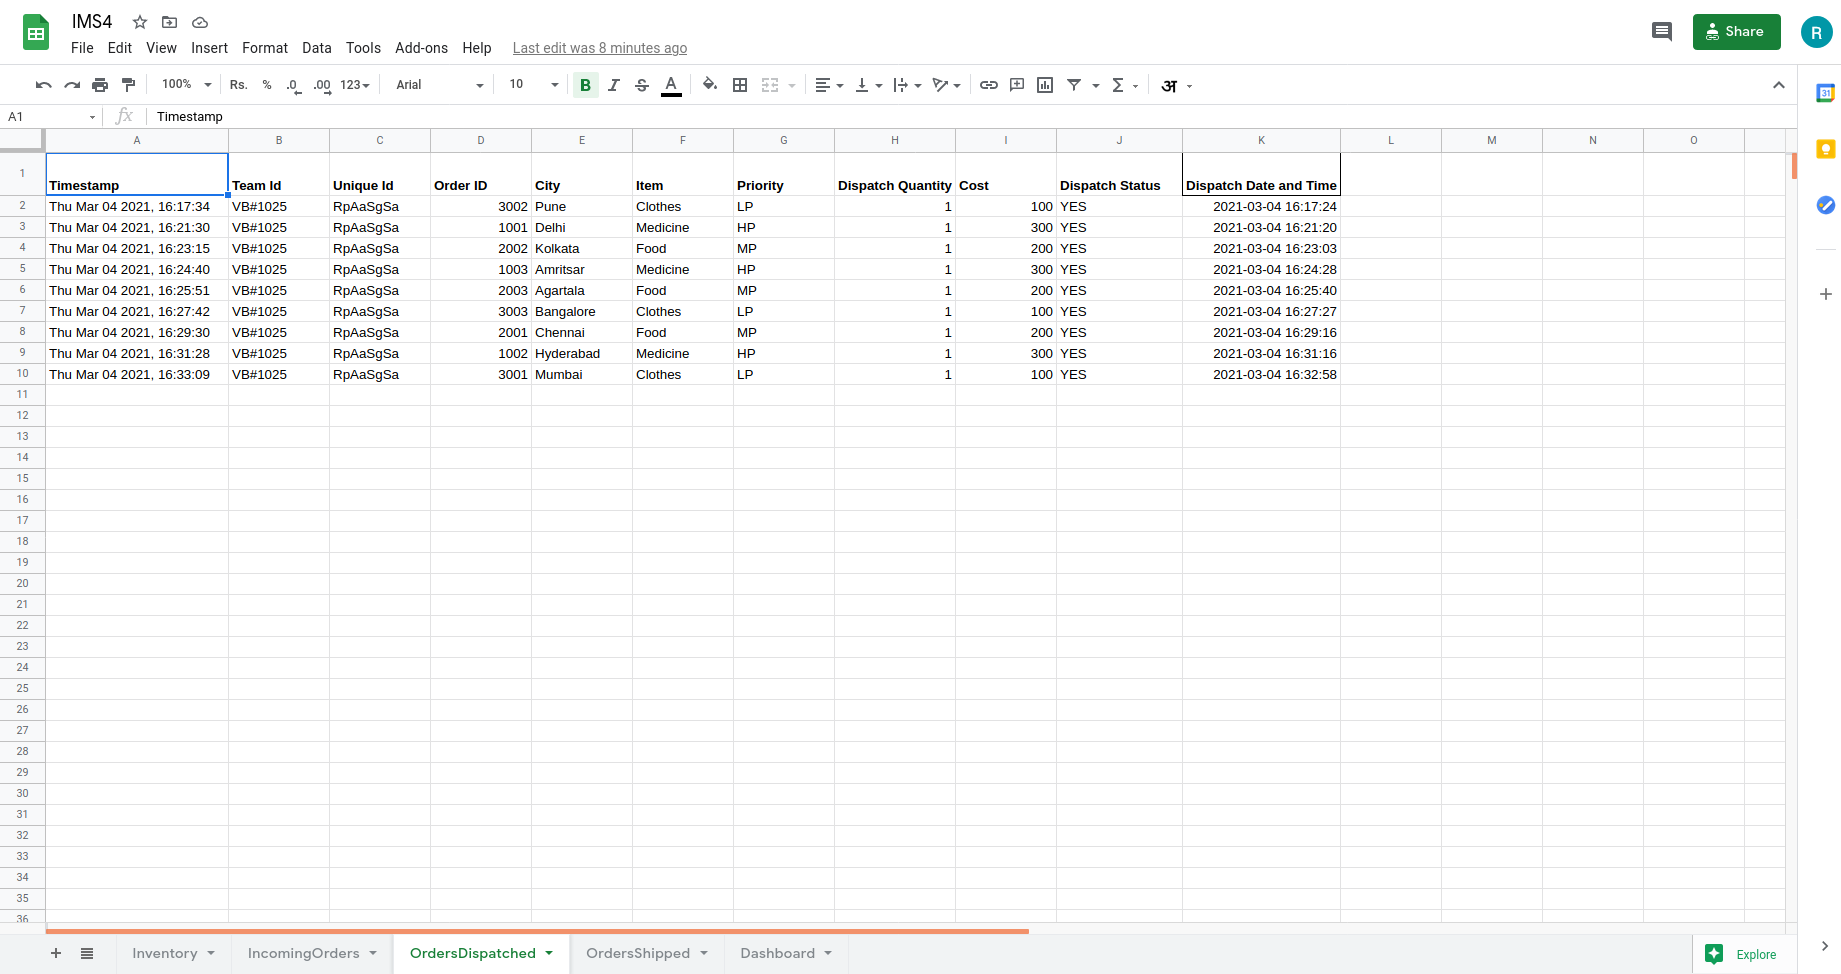 IMS4
File Edit View Insert Format Data Tools Add-ons Help Last edit was 8 minutes ago
Share
R
100% Rs. % .0 .00 123 Arial 10 B I S A अ
31
A1 fx Timestamp
A B C D E F G H I J K L M N O
1 Timestamp Team Id Unique Id Order ID City Item Priority Dispatch Quantity Cost Dispatch Status Dispatch Date and Time
2 Thu Mar 04 2021, 16:17:34 VB#1025 RpAaSgSa 3002 Pune Clothes LP 1 100 YES 2021-03-04 16:17:24
3 Thu Mar 04 2021, 16:21:30 VB#1025 RpAaSgSa 1001 Delhi Medicine HP 1 300 YES 2021-03-04 16:21:20
4 Thu Mar 04 2021, 16:23:15 VB#1025 RpAaSgSa 2002 Kolkata Food MP 1 200 YES 2021-03-04 16:23:03
5 Thu Mar 04 2021, 16:24:40 VB#1025 RpAaSgSa 1003 Amritsar Medicine HP 1 300 YES 2021-03-04 16:24:28
6 Thu Mar 04 2021, 16:25:51 VB#1025 RpAaSgSa 2003 Agartala Food MP 1 200 YES 2021-03-04 16:25:40
7 Thu Mar 04 2021, 16:27:42 VB#1025 RpAaSgSa 3003 Bangalore Clothes LP 1 100 YES 2021-03-04 16:27:27
8 Thu Mar 04 2021, 16:29:30 VB#1025 RpAaSgSa 2001 Chennai Food MP 1 200 YES 2021-03-04 16:29:16
9 Thu Mar 04 2021, 16:31:28 VB#1025 RpAaSgSa 1002 Hyderabad Medicine HP 1 300 YES 2021-03-04 16:31:16
10 Thu Mar 04 2021, 16:33:09 VB#1025 RpAaSgSa 3001 Mumbai Clothes LP 1 100 YES 2021-03-04 16:32:58
11
12
13
14
15
16
17
18
19
20
21
22
23
24
25
26
27
28
29
30
31
32
33
34
35
36
Inventory IncomingOrders OrdersDispatched OrdersShipped Dashboard Explore